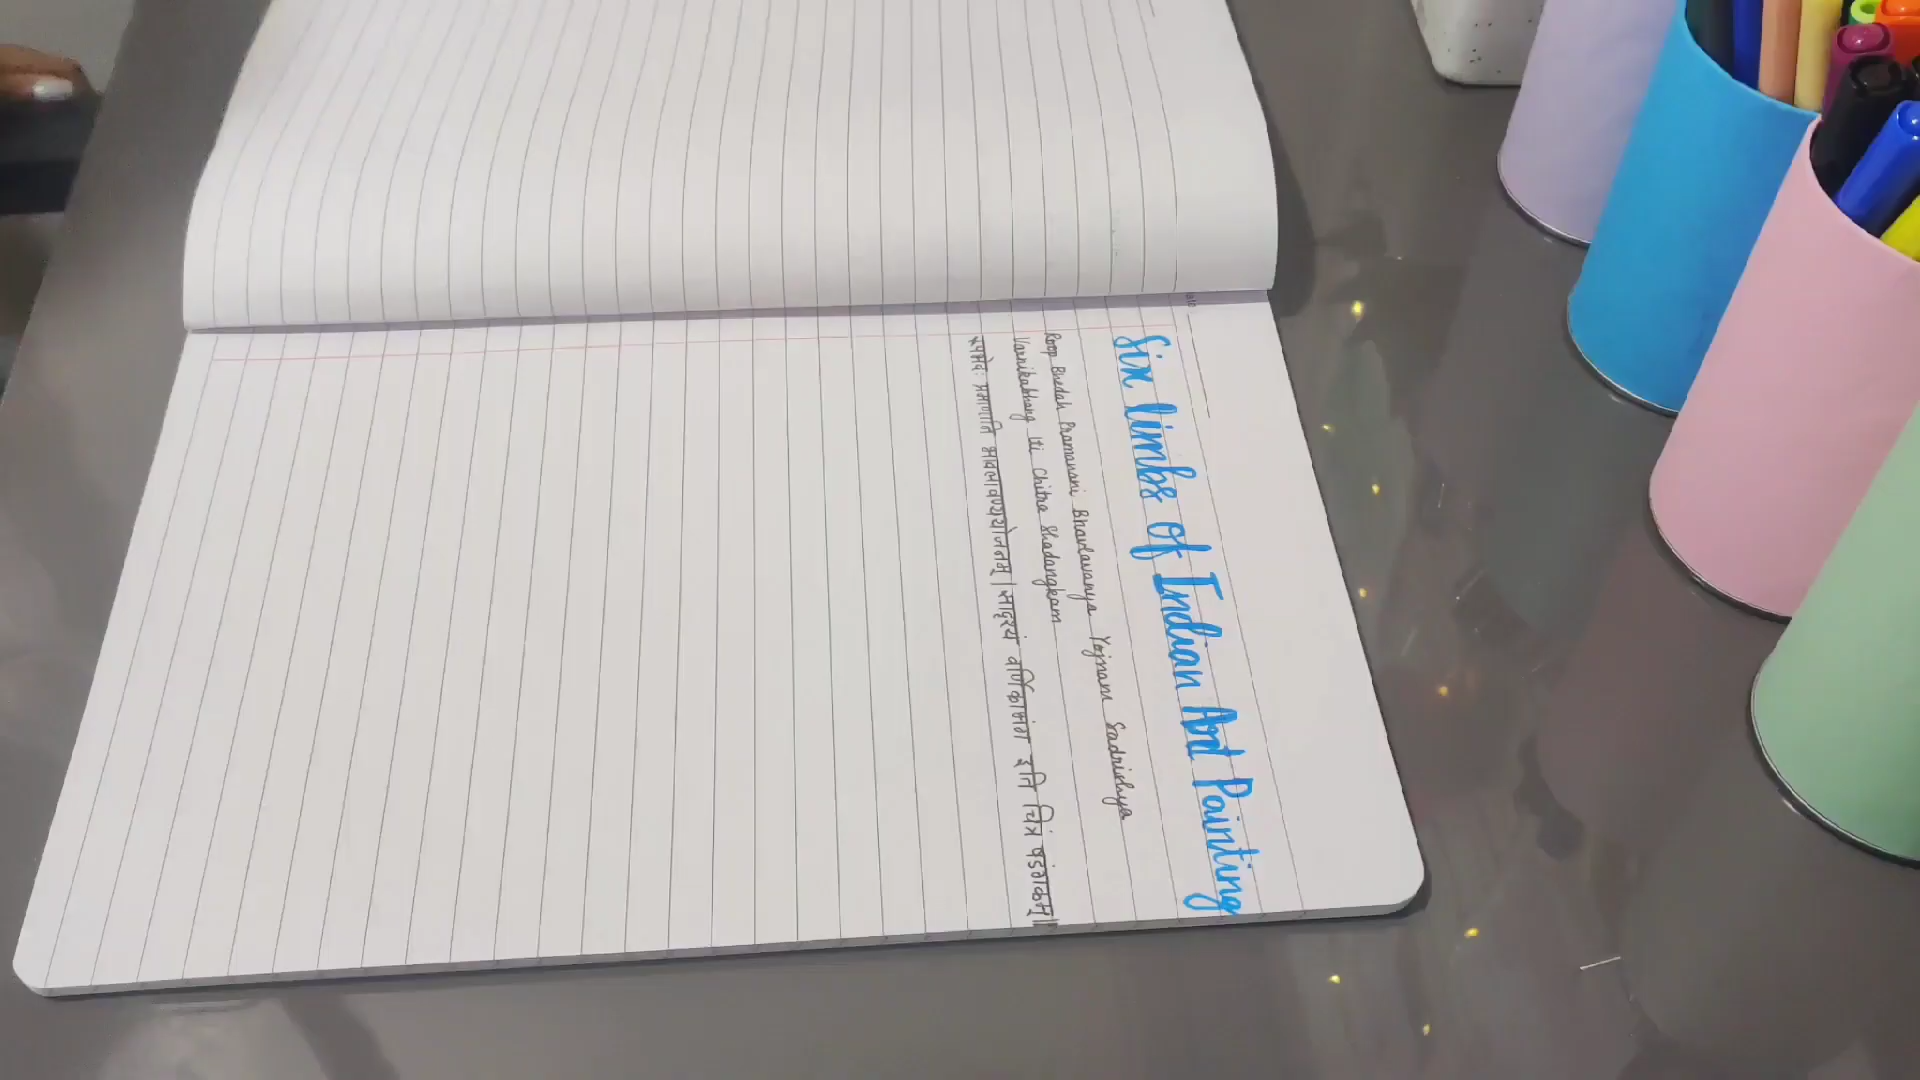 Six limbs of Indian Art Painting
Roop Bhedah Pramanani Bhavlavanya Yojnam Sadrishya
Varnikabhang iti Chitra Shadangkam
रूपभेदः प्रमाणानि भावलावण्ययोजनम्। सादृश्यं वर्णिकाभंग इति चित्र षडंगकम्॥